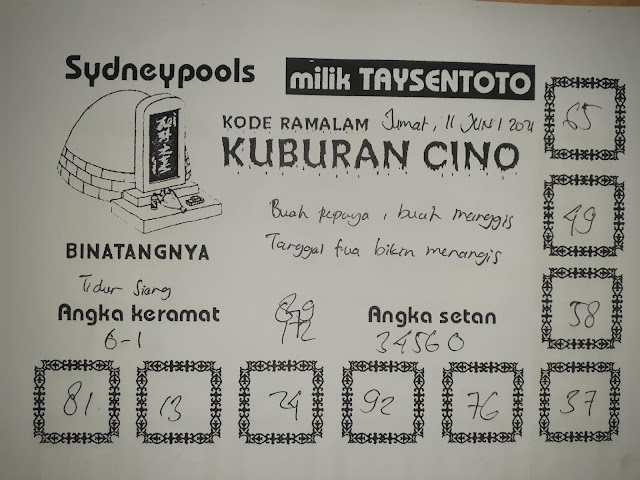 Sydneypools
milik TAYSENTOTO
KODE RAMALAM Jumat, 11 JUNI 2021
KUBURAN CINO
Buah pepaya, buah manggis
Tanggal tua bikin menangis
BINATANGNYA
Tidur Siang
Angka keramat
6-1
Angka setan
34560
65
49
58
81
13
24
92
76
37